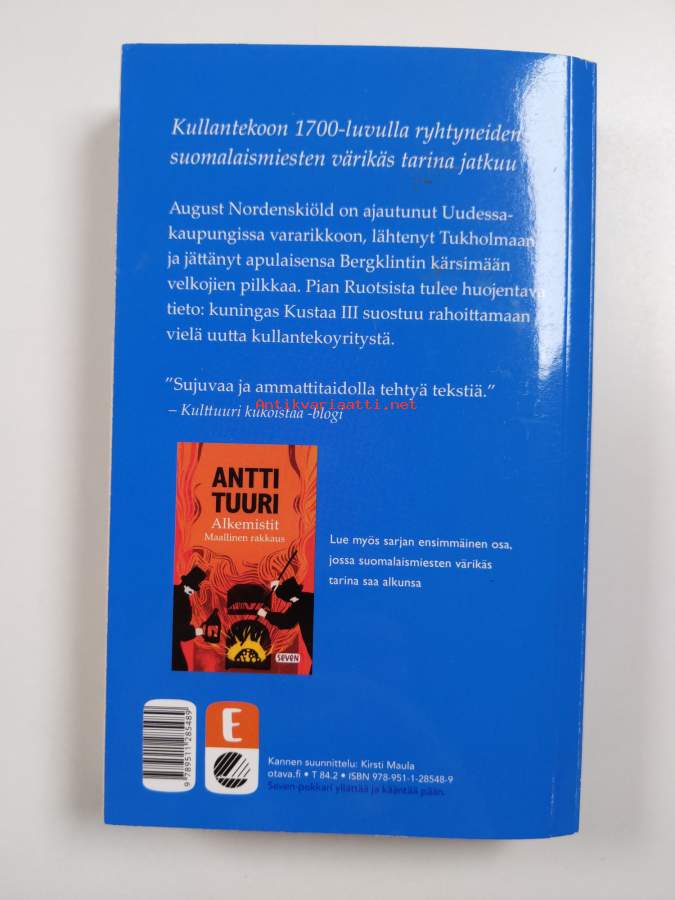 Kullantekoon 1700-luvulla ryhtyneiden
suomalaismiesten värikäs tarina jatkuu
August Nordenskiöld on ajautunut Uudessa-
kaupungissa vararikkoon, lähtenyt Tukholmaan
ja jättänyt apulaisensa Bergklintin kärsimään
velkojien pilkkaa. Pian Ruotsista tulee huojentava
tieto: kuningas Kustaa III suostuu rahoittamaan
vielä uutta kullantekoyritystä.
”Sujuvaa ja ammattitaidolla tehtyä tekstiä.”
Antikvariaatti.net
– Kulttuuri kukoistaa -blogi
ANTTI
TUURI
Alkemistit
Maallinen rakkaus
SEVEN
Lue myös sarjan ensimmäinen osa,
jossa suomalaismiesten värikäs
tarina saa alkunsa
9 789511 285489
E
Kannen suunnittelu: Kirsti Maula
otava.fi • T 84.2 • ISBN 978-951-1-28548-9
Seven-pokkari yllättää ja kääntää pään.